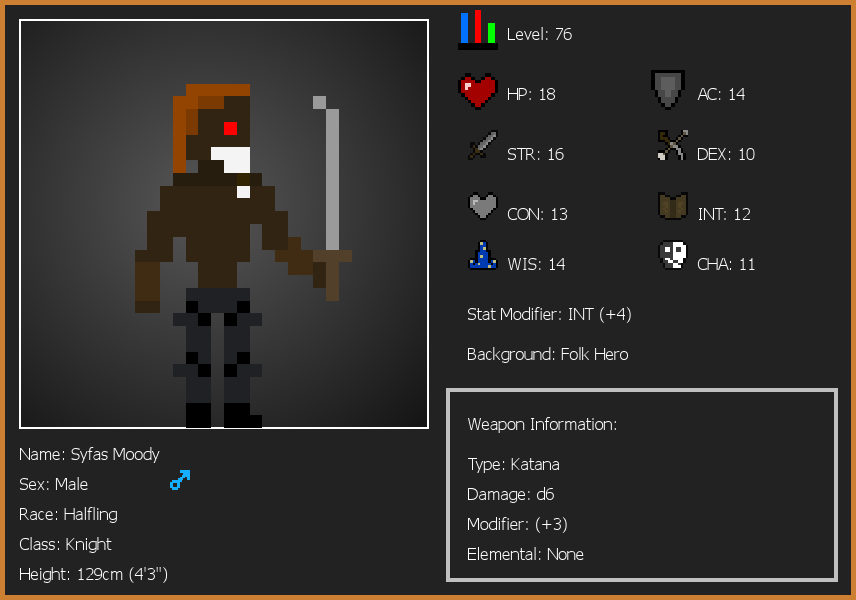 Level: 76
HP: 18
AC: 14
STR: 16
DEX: 10
CON: 13
INT: 12
WIS: 14
CHA: 11
Stat Modifier: INT (+4)
Background: Folk Hero
Weapon Information:
Type: Katana
Damage: d6
Modifier: (+3)
Elemental: None
Name: Syfas Moody
Sex: Male
Race: Halfling
Class: Knight
Height: 129cm (4'3")